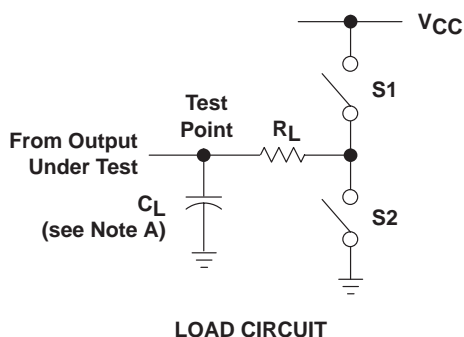 VCC
S1
Test
Point
RL
From Output
Under Test
CL
(see Note A)
S2
LOAD CIRCUIT